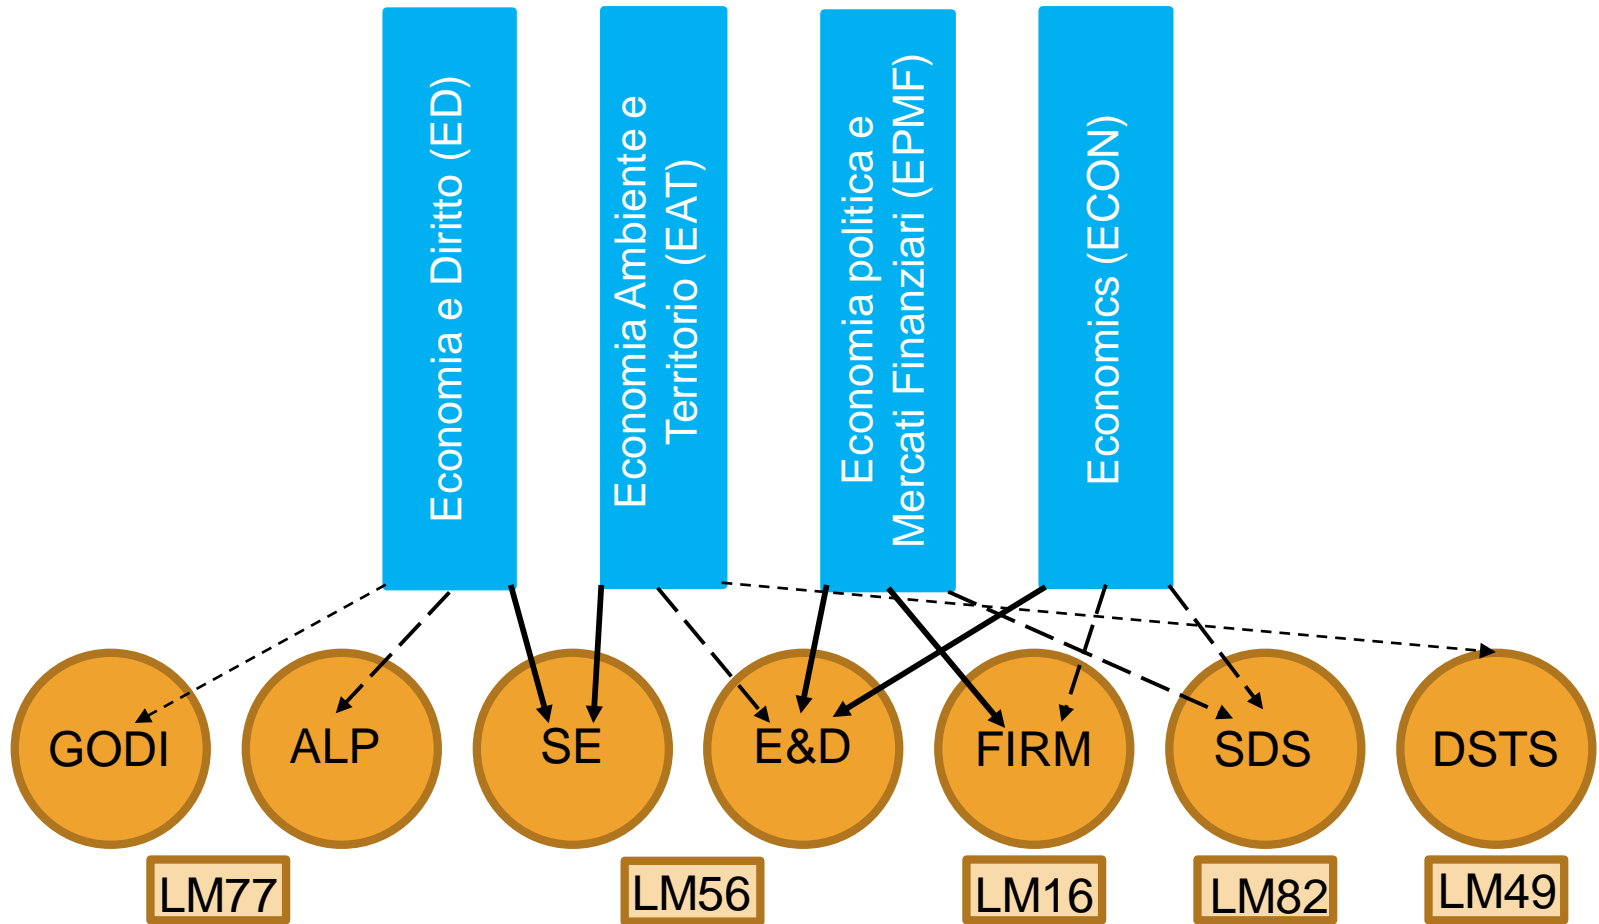 Economia e Diritto (ED)
Economia Ambiente e
Territorio (EAT)
Economia politica e
Mercati Finanziari (EPMF)
Economics (ECON)
GODI
ALP
SE
E&D
FIRM
SDS
DSTS
LM77
LM56
LM16
LM82
LM49